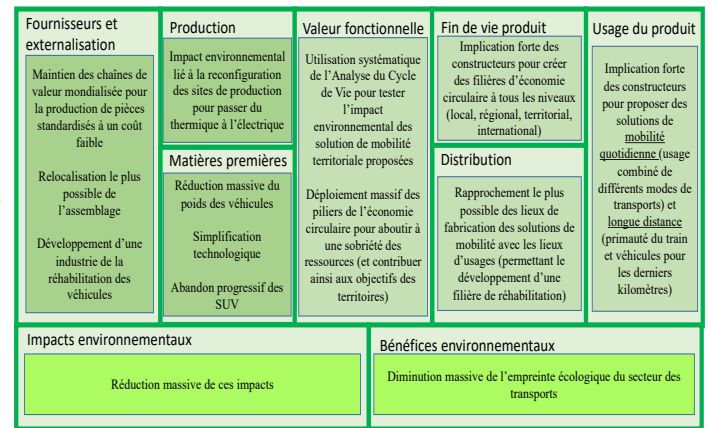 Fournisseurs et
externalisation
Maintien des chaînes de
valeur mondialisée pour
la production de pièces
standardisés à un coût
faible
Relocalisation le plus
possible de
l’assemblage
Développement d’une
industrie de la
réhabilitation des
véhicules
Production
Impact environnemental
lié à la reconfiguration
des sites de production
pour passer du
thermique à l’électrique
Matières premières
Réduction massive du
poids des véhicules
Simplification
technologique
Abandon progressif des
SUV
Valeur fonctionnelle
Utilisation systématique
de l’Analyse du Cycle
de Vie pour tester
l’impact
environnemental des
solution de mobilité
territoriale proposées
Déploiement massif des
piliers de l’économie
circulaire pour aboutir à
une sobriété des
ressources (et contribuer
ainsi aux objectifs des
territoires)
Fin de vie produit
Implication forte des
constructeurs pour créer
des filières d’économie
circulaire à tous les niveaux
(local, régional, territorial,
international)
Distribution
Rapprochement le plus
possible des lieux de
fabrication des solutions de
mobilité avec les lieux
d’usages (permettant le
développement d’une
filière de réhabilitation)
Usage du produit
Implication forte
des constructeurs
pour proposer des
solutions de
mobilité
quotidienne (usage
combiné de
différents modes de
transports) et
longue distance
(primauté du train
et véhicules pour
les derniers
kilomètres)
Impacts environnementaux
Réduction massive de ces impacts
Bénéfices environnementaux
Diminution massive de l’empreinte écologique du secteur des
transports